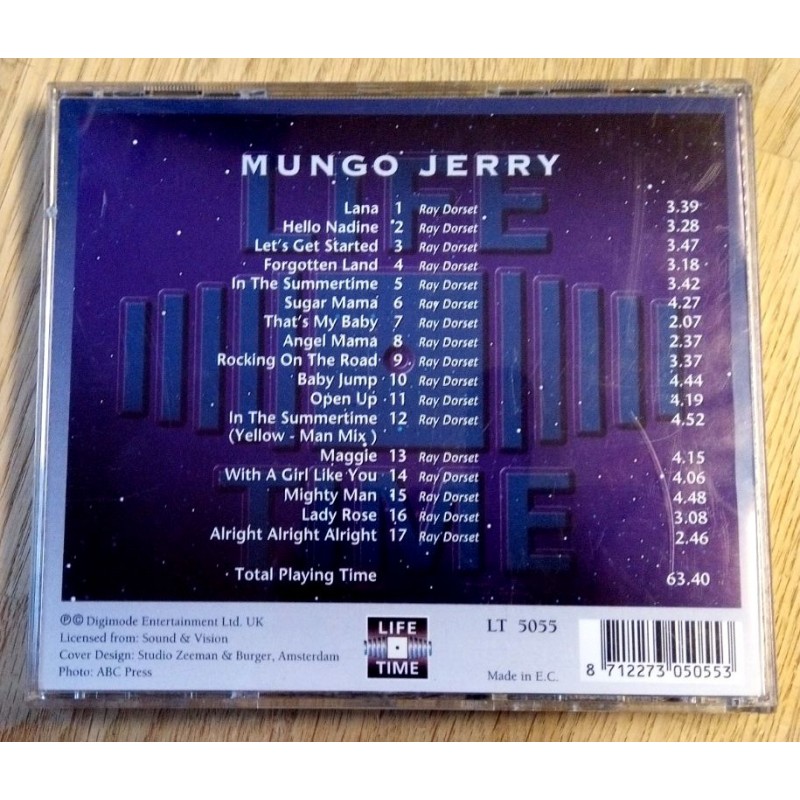 MUNGO JERRY
Lana 1 Ray Dorset 3.39
Hello Nadine 2 Ray Dorset 3.28
Let's Get Started 3 Ray Dorset 3.47
Forgotten Land 4 Ray Dorset 3.18
In The Summertime 5 Ray Dorset 3.42
Sugar Mama 6 Ray Dorset 4.27
That's My Baby 7 Ray Dorset 2.07
Angel Mama 8 Ray Dorset 2.37
Rocking On The Road 9 Ray Dorset 3.37
Baby Jump 10 Ray Dorset 4.44
Open Up 11 Ray Dorset 4.19
In The Summertime 12 Ray Dorset 4.52
(Yellow - Man Mix )
Maggie 13 Ray Dorset 4.15
With A Girl Like You 14 Ray Dorset 4.06
Mighty Man 15 Ray Dorset 4.48
Lady Rose 16 Ray Dorset 3.08
Alright Alright Alright 17 Ray Dorset 2.46
Total Playing Time 63.40
LIFE
TIME
℗© Digimode Entertainment Ltd. UK
Licensed from: Sound & Vision
Cover Design: Studio Zeeman & Burger, Amsterdam
Photo: ABC Press
LIFE
TIME
LT 5055
Made in E.C.
8 712273 050553